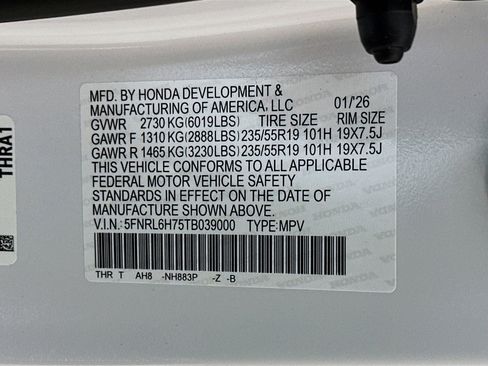 MFD. BY HONDA DEVELOPMENT &
MANUFACTURING OF AMERICA, LLC 01/'26
GVWR 2730 KG(6019LBS) TIRE SIZE RIM SIZE
GAWR F 1310 KG(2888LBS) 235/55R19 101H 19X7.5J
GAWR R 1465 KG(3230LBS) 235/55R19 101H 19X7.5J
THIS VEHICLE CONFORMS TO ALL APPLICABLE
FEDERAL MOTOR VEHICLE SAFETY
STANDARDS IN EFFECT ON THE DATE OF
MANUFACTURE SHOWN ABOVE.
V.I.N.: 5FNRL6H75TB039000 TYPE:MPV
THR T AH8 -NH883P -Z -B
THRA1